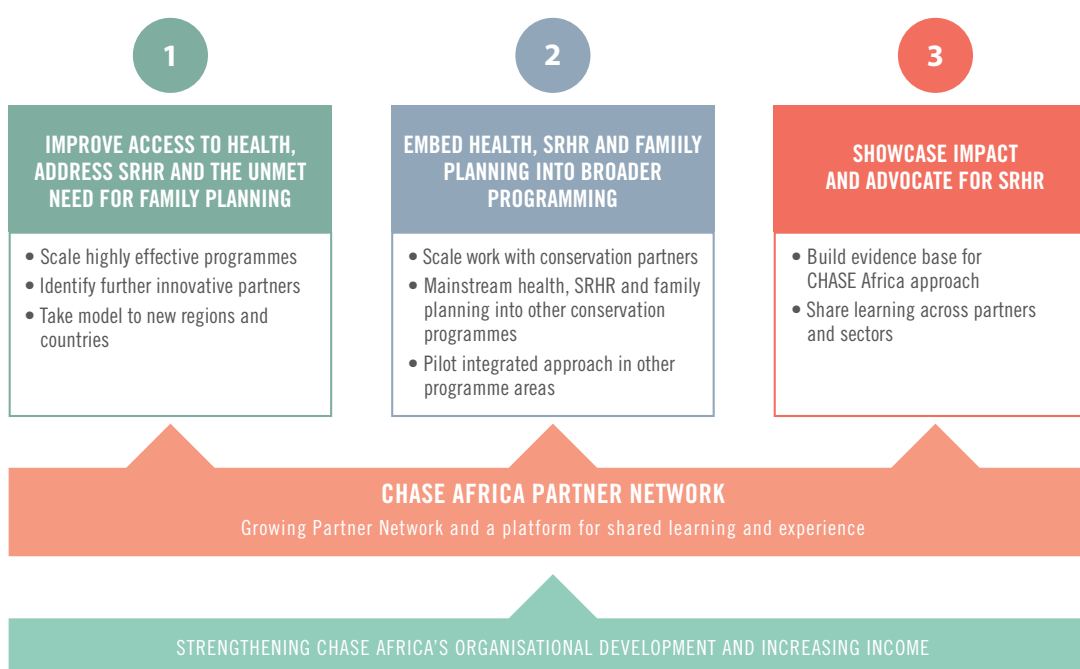 1
IMPROVE ACCESS TO HEALTH,
ADDRESS SRHR AND THE UNMET
NEED FOR FAMILY PLANNING
• Scale highly effective programmes
• Identify further innovative partners
• Take model to new regions and
countries
2
EMBED HEALTH, SRHR AND FAMIILY
PLANNING INTO BROADER
PROGRAMMING
• Scale work with conservation partners
• Mainstream health, SRHR and family
planning into other conservation
programmes
• Pilot integrated approach in other
programme areas
3
SHOWCASE IMPACT
AND ADVOCATE FOR SRHR
• Build evidence base for
CHASE Africa approach
• Share learning across partners
and sectors
CHASE AFRICA PARTNER NETWORK
Growing Partner Network and a platform for shared learning and experience
STRENGTHENING CHASE AFRICA'S ORGANISATIONAL DEVELOPMENT AND INCREASING INCOME